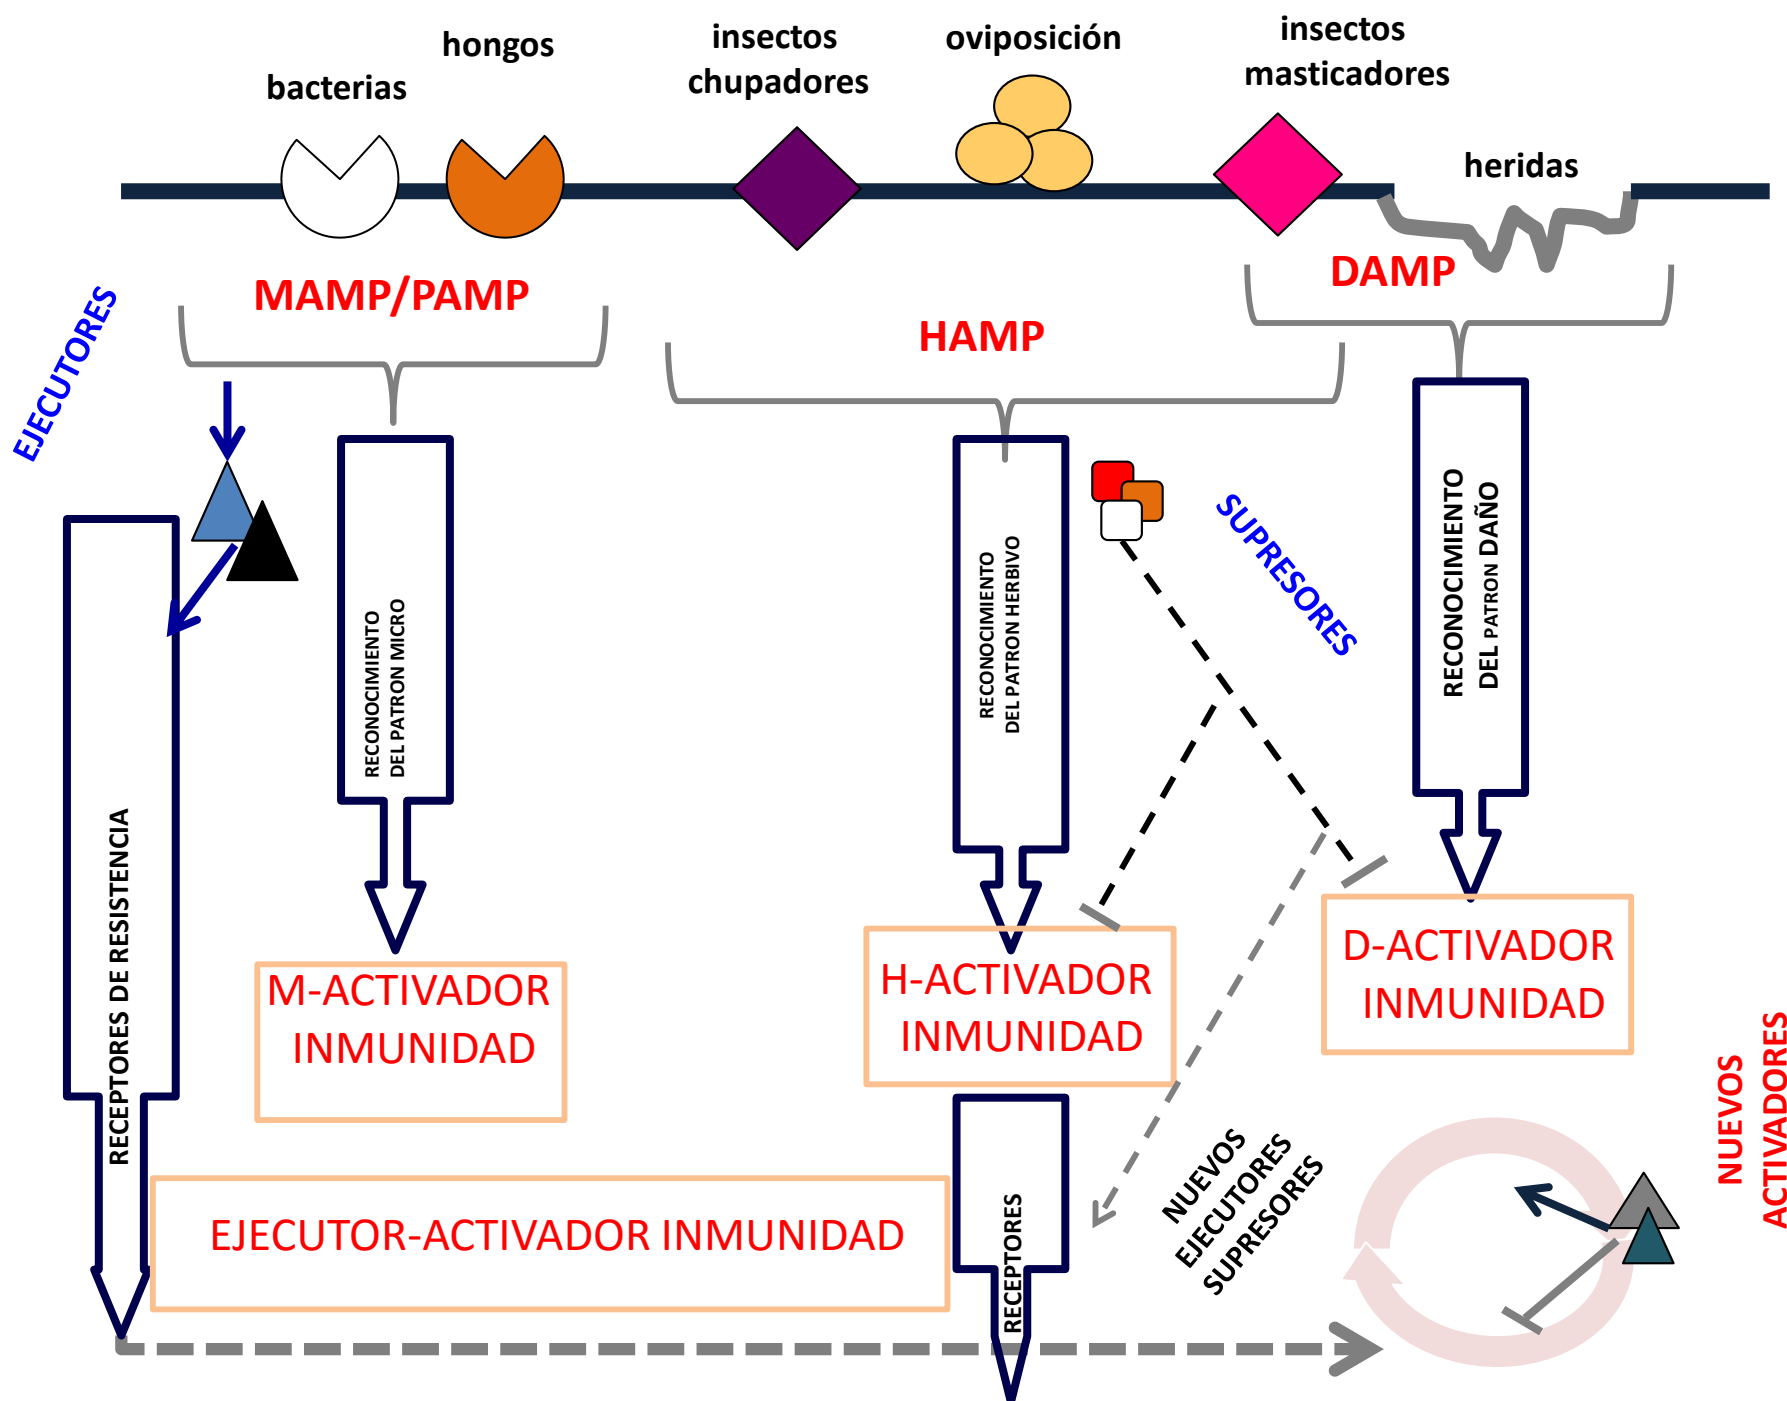 bacterias
hongos
insectos
chupadores
oviposición
insectos
masticadores
heridas
MAMP/PAMP
HAMP
DAMP
EJECUTORES
SUPRESORES
RECEPTORES DE RESISTENCIA
RECONOCIMIENTO
DEL PATRON MICRO
RECONOCIMIENTO
DEL PATRON HERBIVO
RECONOCIMIENTO
DEL PATRON DAÑO
M-ACTIVADOR
INMUNIDAD
H-ACTIVADOR
INMUNIDAD
D-ACTIVADOR
INMUNIDAD
EJECUTOR-ACTIVADOR INMUNIDAD
RECEPTORES
NUEVOS
EJECUTORES
SUPRESORES
NUEVOS
ACTIVADORES